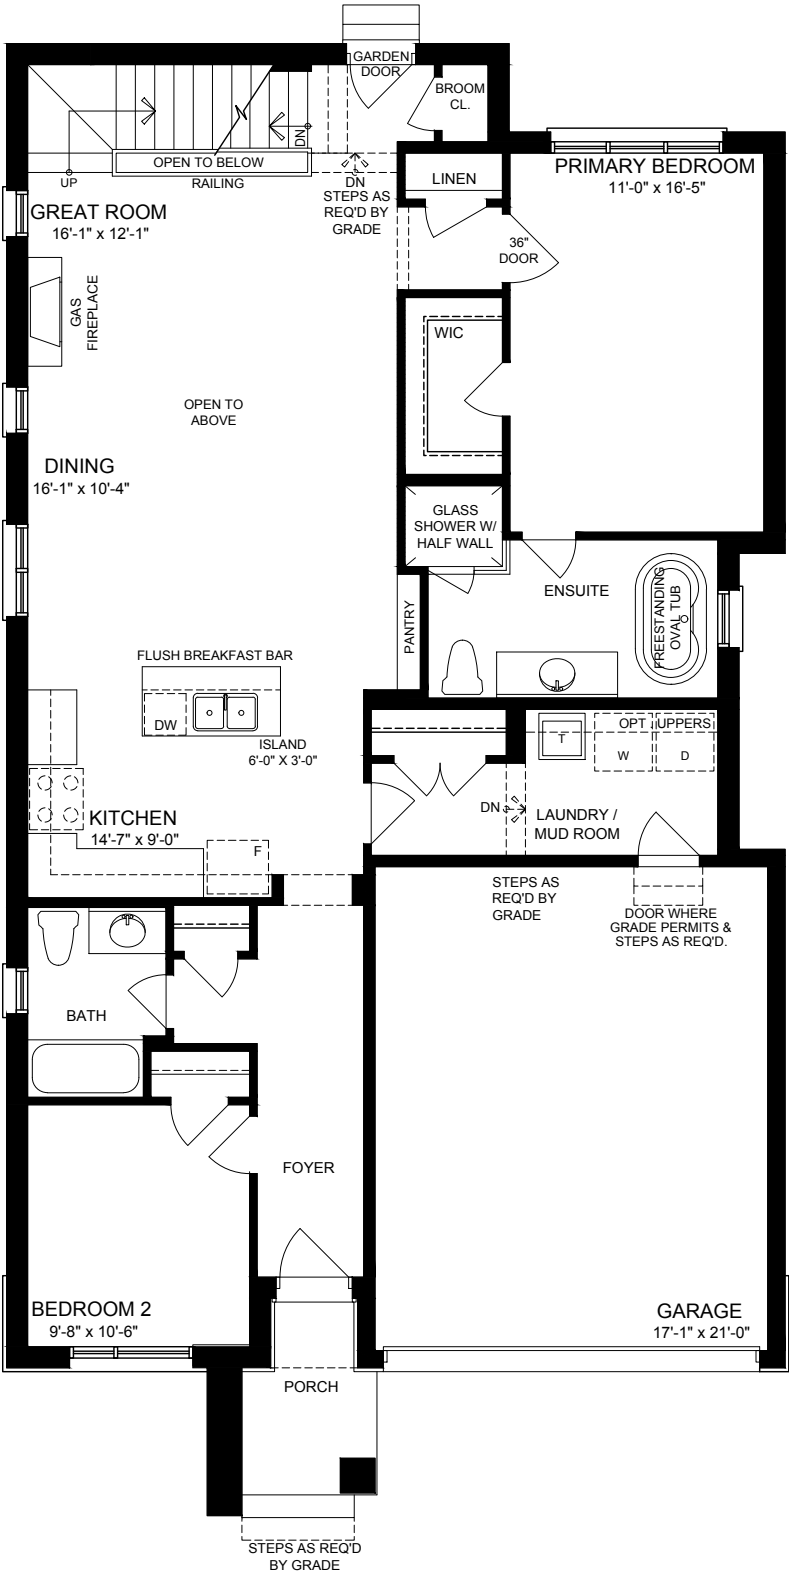 GARDEN
DOOR
BROOM
CL.
DN
OPEN TO BELOW
UP
RAILING
DN
STEPS AS
REQ'D BY
GRADE
LINEN
PRIMARY BEDROOM
11'-0" x 16'-5"
GREAT ROOM
16'-1" x 12'-1"
36"
DOOR
GAS
FIREPLACE
WIC
OPEN TO
ABOVE
DINING
16'-1" x 10'-4"
GLASS
SHOWER W/
HALF WALL
ENSUITE
FREESTANDING
OVAL TUB
PANTRY
FLUSH BREAKFAST BAR
DW
ISLAND
6'-0" X 3'-0"
T
OPT. UPPERS
W
D
DN
LAUNDRY /
MUD ROOM
KITCHEN
14'-7" x 9'-0"
F
STEPS AS
REQ'D BY
GRADE
DOOR WHERE
GRADE PERMITS &
STEPS AS REQ'D.
BATH
FOYER
BEDROOM 2
9'-8" x 10'-6"
GARAGE
17'-1" x 21'-0"
PORCH
STEPS AS REQ'D
BY GRADE